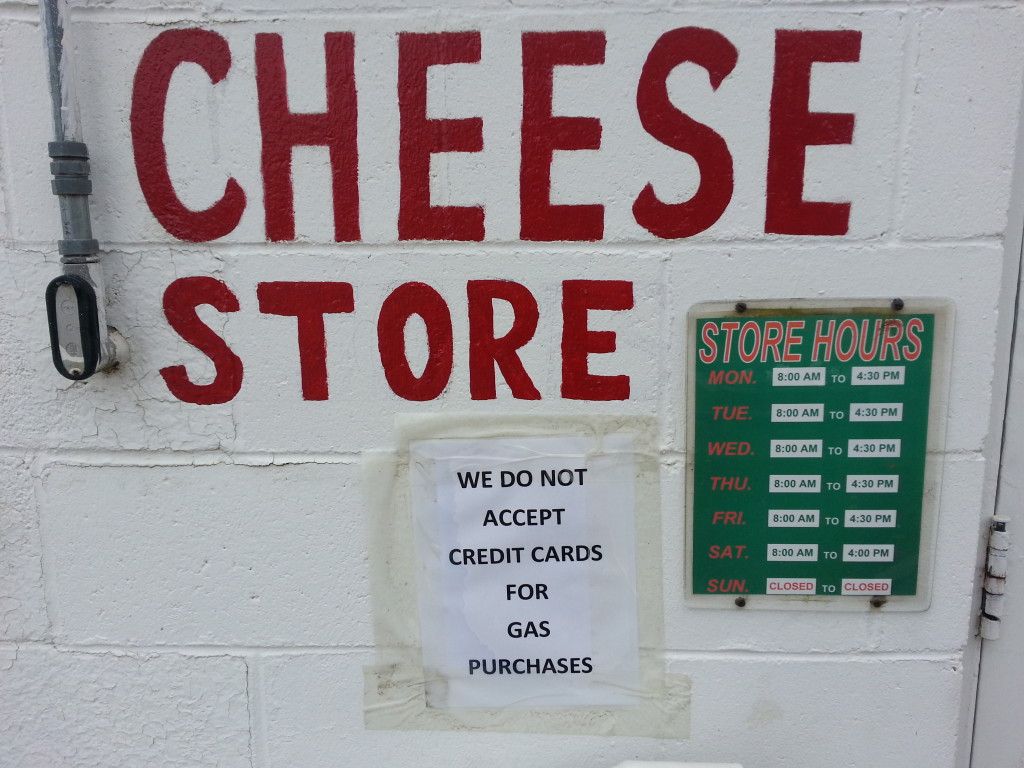 CHEESE
STORE
STORE HOURS
MON. 8:00 AM TO 4:30 PM
TUE. 8:00 AM TO 4:30 PM
WED. 8:00 AM TO 4:30 PM
THU. 8:00 AM TO 4:30 PM
FRI. 8:00 AM TO 4:30 PM
SAT. 8:00 AM TO 4:00 PM
SUN. CLOSED TO CLOSED
WE DO NOT
ACCEPT
CREDIT CARDS
FOR
GAS
PURCHASES